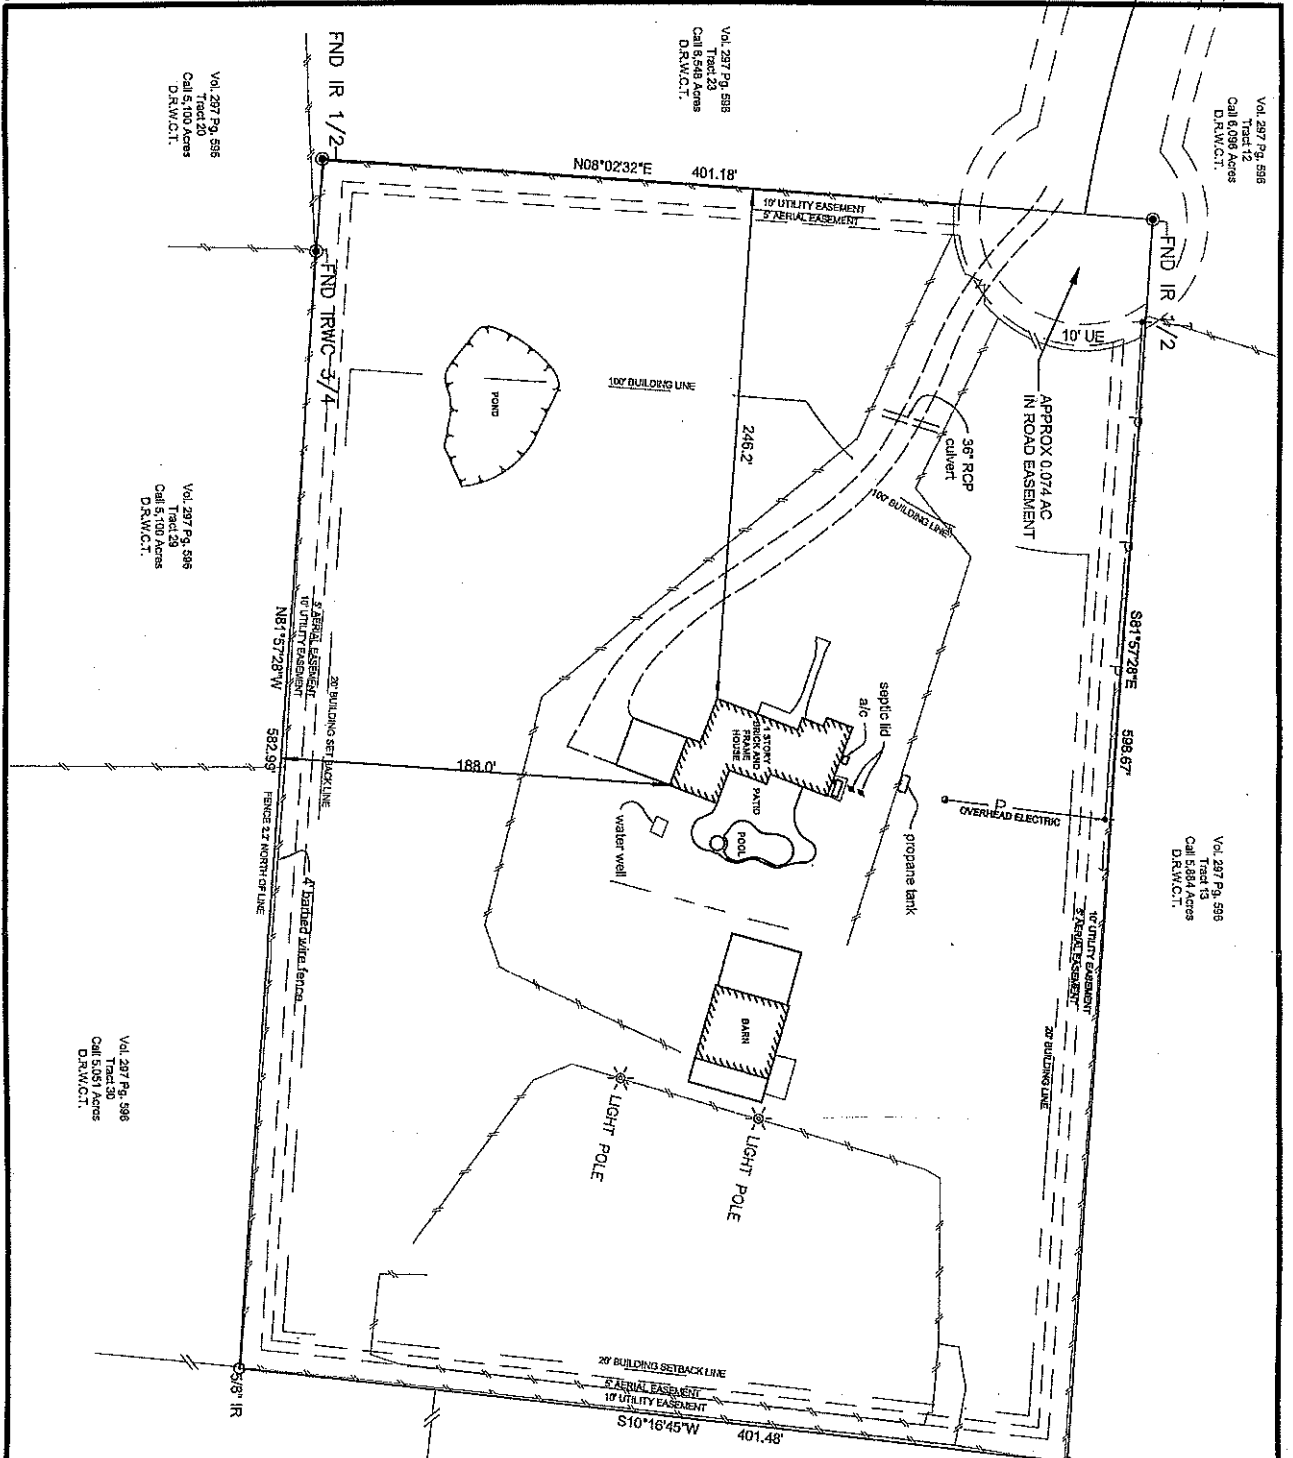 Vol. 297 Pg. 596
Tract 12
Call 6.096 Acres
D.R.W.C.T.
Vol. 297 Pg. 596
Tract 23
Call 6.548 Acres
D.R.W.C.T.
Vol. 297 Pg. 596
Tract 20
Call 5.100 Acres
D.R.W.C.T.
FND IR 1/2
N08°02'32"E 401.18'
10' UTILITY EASEMENT
5' AERIAL EASEMENT
FND IR 1/2
FND IRWC 3/4
10' UE
APPROX 0.074 AC
IN ROAD EASEMENT
36" RCP
culvert
100' BUILDING LINE
100' BUILDING LINE
POND
246.2'
S81°57'28"E 598.67'
Vol. 297 Pg. 596
Tract 29
Call 5.100 Acres
D.R.W.C.T.
N81°57'28"W 582.99'
5' AERIAL EASEMENT
10' UTILITY EASEMENT
20' BUILDING SETBACK LINE
FENCE 2.7' NORTH OF LINE
4' barbed wire fence
188.0'
septic lid
a/c
1 STORY
BRICK AND
FRAME
HOUSE
PATIO
POOL
water well
propane tank
P
OVERHEAD ELECTRIC
P
P
P
Vol. 297 Pg. 596
Tract 13
Call 5.884 Acres
D.R.W.C.T.
10' UTILITY EASEMENT
5' AERIAL EASEMENT
20' BUILDING LINE
BARN
LIGHT POLE
LIGHT POLE
Vol. 297 Pg. 596
Tract 30
Call 5.051 Acres
D.R.W.C.T.
20' BUILDING SETBACK LINE
5' AERIAL EASEMENT
10' UTILITY EASEMENT
S10°16'45"W 401.48'
5/8" IR